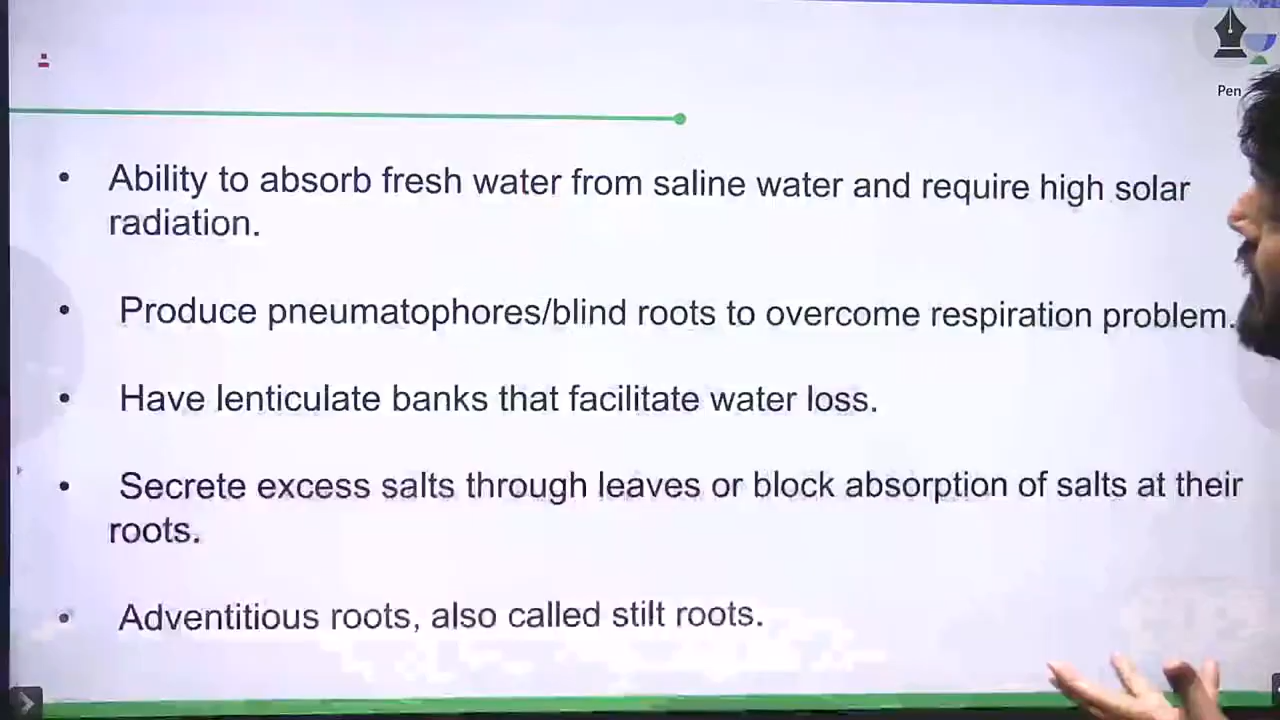 Pen
• Ability to absorb fresh water from saline water and require high solar
radiation.
• Produce pneumatophores/blind roots to overcome respiration problem.
• Have lenticulate banks that facilitate water loss.
• Secrete excess salts through leaves or block absorption of salts at their
roots.
• Adventitious roots, also called stilt roots.